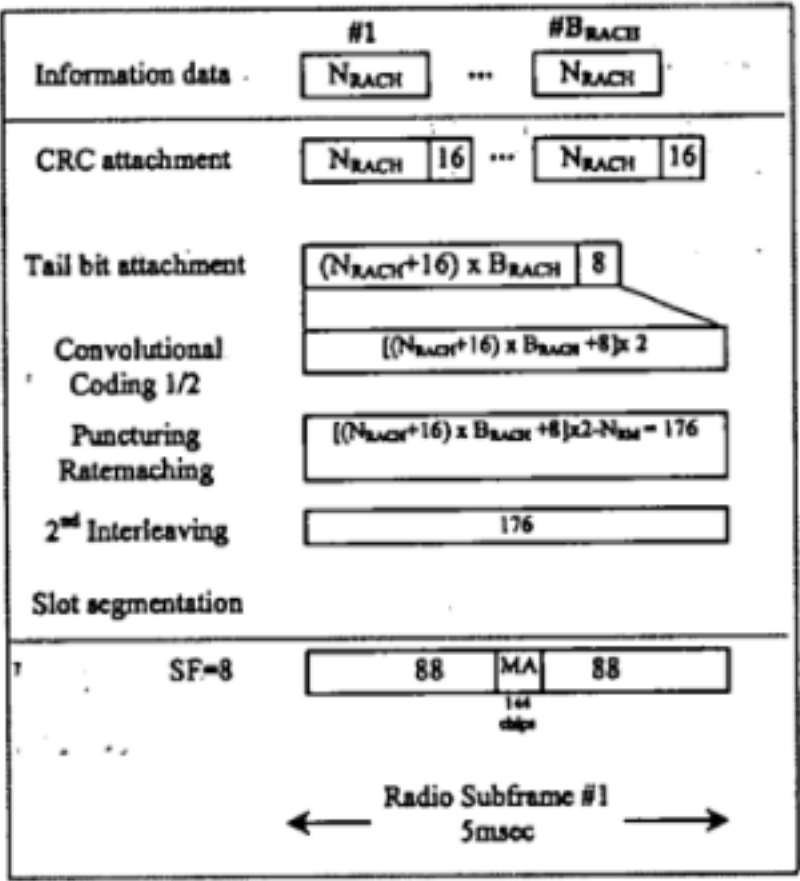 #1 #B_RACH
Information data N_RACH ... N_RACH
CRC attachment N_RACH 16 ... N_RACH 16
Tail bit attachment (N_RACH+16) x B_RACH 8
Convolutional
Coding 1/2
[(N_RACH+16) x B_RACH +8]x 2
Puncturing
Ratemaching
[(N_RACH+16) x B_RACH +8]x2-N_RM = 176
2nd Interleaving 176
Slot segmentation
SF=8 88 MA 88
144
chips
Radio Subframe #1
5msec